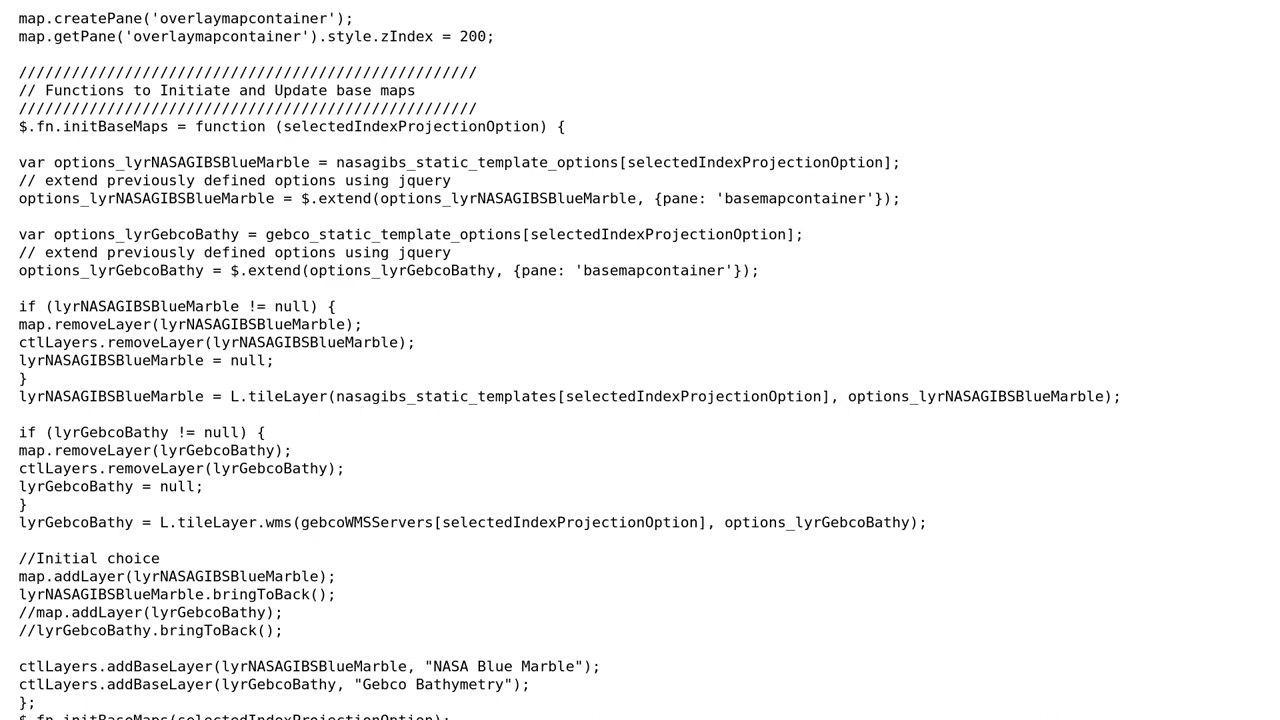 map.createPane('overlaymapcontainer');
map.getPane('overlaymapcontainer').style.zIndex = 200;
////////////////////////////////////////////////////
// Functions to Initiate and Update base maps
////////////////////////////////////////////////////
$.fn.initBaseMaps = function (selectedIndexProjectionOption) {
var options_lyrNASAGIBSBlueMarble = nasagibs_static_template_options[selectedIndexProjectionOption];
// extend previously defined options using jquery
options_lyrNASAGIBSBlueMarble = $.extend(options_lyrNASAGIBSBlueMarble, {pane: 'basemapcontainer'});
var options_lyrGebcoBathy = gebco_static_template_options[selectedIndexProjectionOption];
// extend previously defined options using jquery
options_lyrGebcoBathy = $.extend(options_lyrGebcoBathy, {pane: 'basemapcontainer'});
if (lyrNASAGIBSBlueMarble != null) {
map.removeLayer(lyrNASAGIBSBlueMarble);
ctlLayers.removeLayer(lyrNASAGIBSBlueMarble);
lyrNASAGIBSBlueMarble = null;
}
lyrNASAGIBSBlueMarble = L.tileLayer(nasagibs_static_templates[selectedIndexProjectionOption], options_lyrNASAGIBSBlueMarble);
if (lyrGebcoBathy != null) {
map.removeLayer(lyrGebcoBathy);
ctlLayers.removeLayer(lyrGebcoBathy);
lyrGebcoBathy = null;
}
lyrGebcoBathy = L.tileLayer.wms(gebcoWMSServers[selectedIndexProjectionOption], options_lyrGebcoBathy);
//Initial choice
map.addLayer(lyrNASAGIBSBlueMarble);
lyrNASAGIBSBlueMarble.bringToBack();
//map.addLayer(lyrGebcoBathy);
//lyrGebcoBathy.bringToBack();
ctlLayers.addBaseLayer(lyrNASAGIBSBlueMarble, "NASA Blue Marble");
ctlLayers.addBaseLayer(lyrGebcoBathy, "Gebco Bathymetry");
};
$.fn.initBaseMaps(selectedIndexProjectionOption);